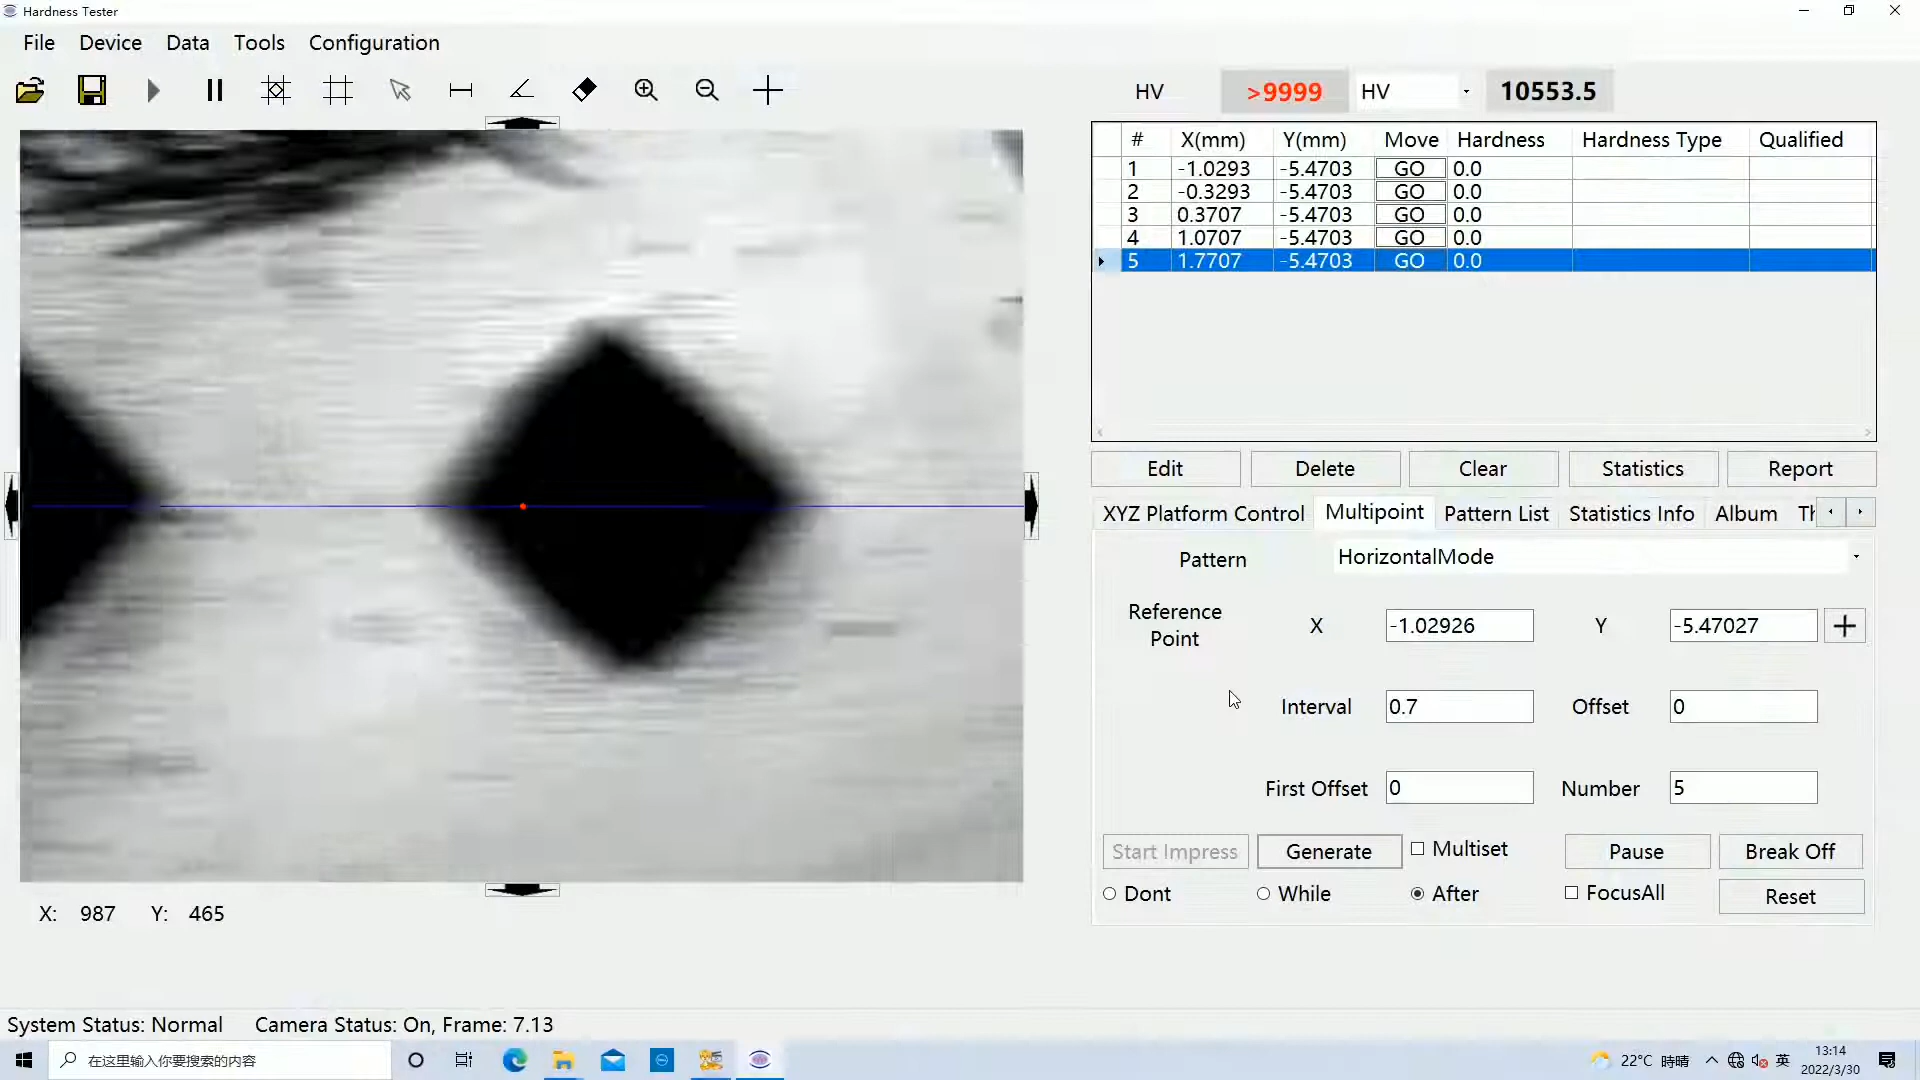 Hardness Tester
File Device Data Tools Configuration
HV >9999 HV 10553.5
# X(mm) Y(mm) Move Hardness Hardness Type Qualified
1 -1.0293 -5.4703 GO 0.0
2 -0.3293 -5.4703 GO 0.0
3 0.3707 -5.4703 GO 0.0
4 1.0707 -5.4703 GO 0.0
5 1.7707 -5.4703 GO 0.0
Edit Delete Clear Statistics Report
XYZ Platform Control Multipoint Pattern List Statistics Info Album
Pattern HorizontalMode
Reference
Point
X -1.02926 Y -5.47027
Interval 0.7 Offset 0
First Offset 0 Number 5
Start Impress Generate Multiset Pause Break Off
Dont While After FocusAll Reset
X: 987 Y: 465
System Status: Normal Camera Status: On, Frame: 7.13
在这里输入你要搜索的内容
22°C 時晴 英 13:14
2022/3/30